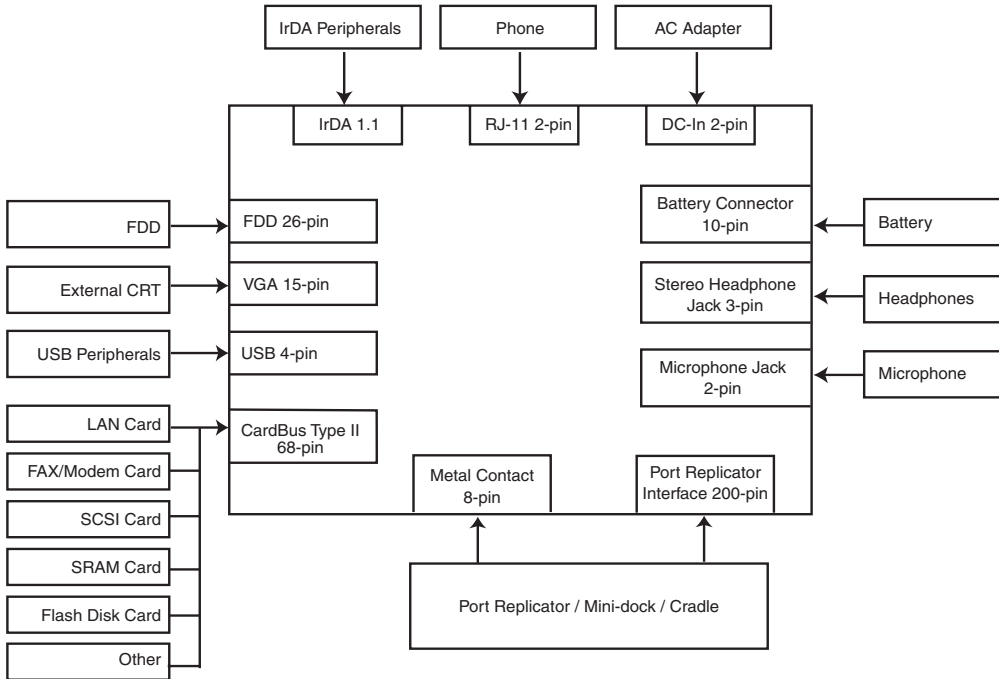 IrDA Peripherals
Phone
AC Adapter
IrDA 1.1
RJ-11 2-pin
DC-In 2-pin
FDD
FDD 26-pin
External CRT
VGA 15-pin
USB Peripherals
USB 4-pin
LAN Card
FAX/Modem Card
SCSI Card
SRAM Card
Flash Disk Card
Other
CardBus Type II
68-pin
Battery Connector
10-pin
Battery
Stereo Headphone
Jack 3-pin
Headphones
Microphone Jack
2-pin
Microphone
Metal Contact
8-pin
Port Replicator
Interface 200-pin
Port Replicator / Mini-dock / Cradle